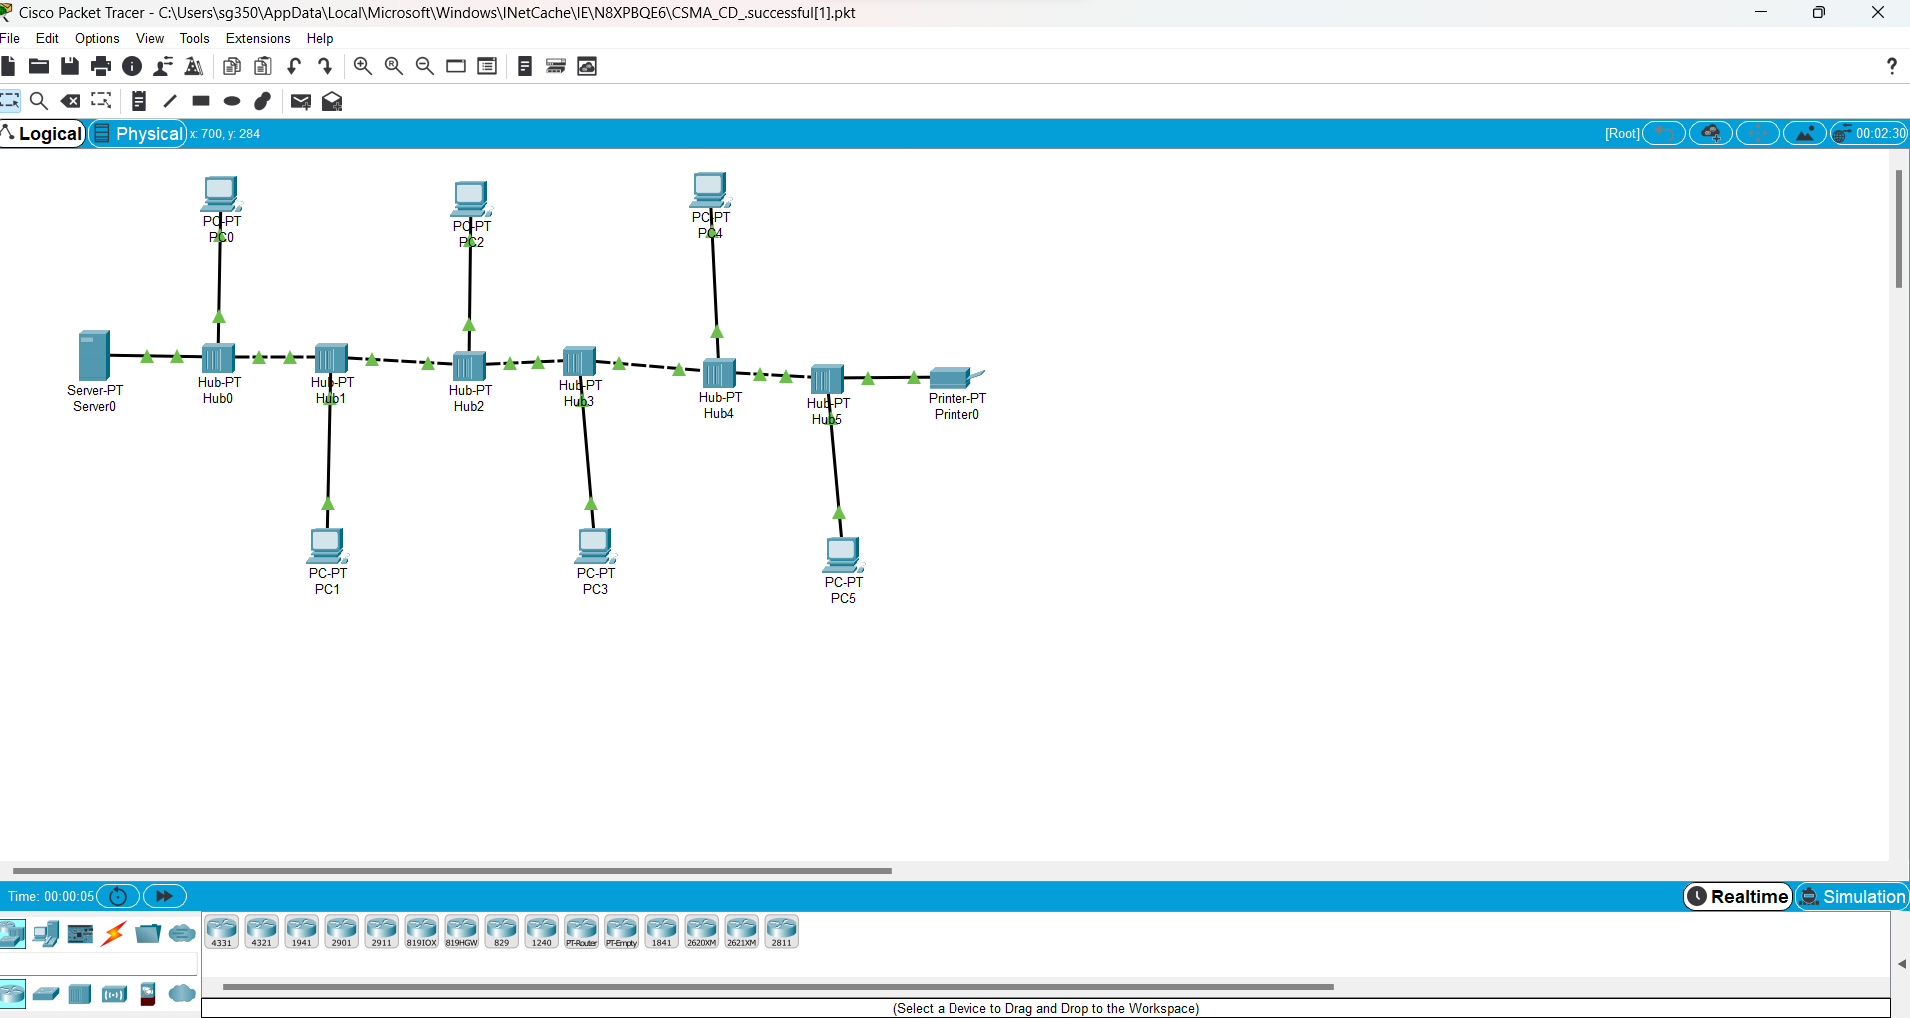 Cisco Packet Tracer - C:\Users\sg350\AppData\Local\Microsoft\Windows\INetCache\IE\N8XPBQE6\CSMA_CD_.successful[1].pkt
File Edit Options View Tools Extensions Help
?
Logical Physical x: 700, y: 284 [Root] 00:02:30
PC-PT
PC0
PC-PT
PC2
PC-PT
PC4
Server-PT
Server0
Hub-PT
Hub0
Hub-PT
Hub1
Hub-PT
Hub2
Hub-PT
Hub3
Hub-PT
Hub4
Hub-PT
Hub5
Printer-PT
Printer0
PC-PT
PC1
PC-PT
PC3
PC-PT
PC5
Time: 00:00:05 Realtime Simulation
4331 4321 1941 2901 2911 819IOX 819HGW 829 1240 PT-Router PT-Empty 1841 2620XM 2621XM 2811
(Select a Device to Drag and Drop to the Workspace)